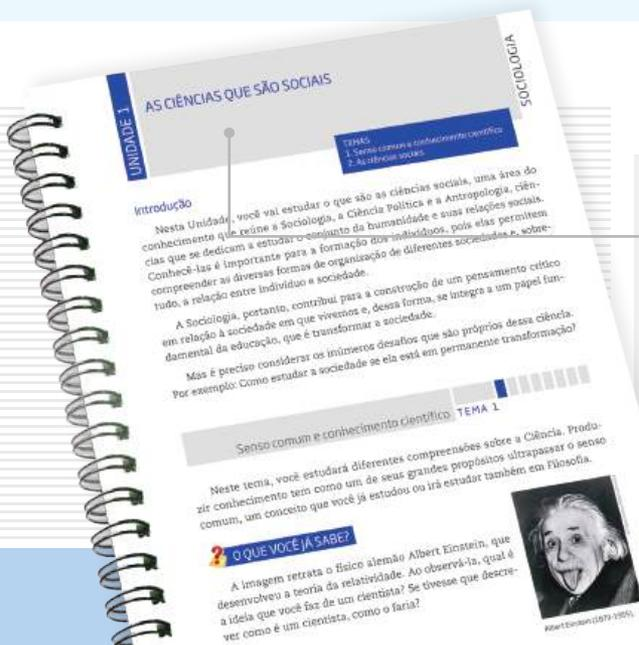 UNIDADE 1
AS CIÊNCIAS QUE SÃO SOCIAIS
SOCIOLOGIA
TEMAS
1. Senso comum e conhecimento científico
2. As ciências sociais
Introdução
Nesta Unidade, você vai estudar o que são as ciências sociais, uma área do
conhecimento que reúne a Sociologia, a Ciência Política e a Antropologia, ciên-
cias que se dedicam a estudar o conjunto da humanidade e suas relações sociais.
Conhecê-las é importante para a formação dos indivíduos, pois elas permitem
compreender as diversas formas de organização de diferentes sociedades e, sobre-
tudo, a relação entre indivíduo e sociedade.
A Sociologia, portanto, contribui para a construção de um pensamento crítico
em relação à sociedade em que vivemos e, dessa forma, se integra a um papel fun-
damental da educação, que é transformar a sociedade.
Mas é preciso considerar os inúmeros desafios que são próprios dessa ciência.
Por exemplo: Como estudar a sociedade se ela está em permanente transformação?
Senso comum e conhecimento científico TEMA 1
Neste tema, você estudará diferentes compreensões sobre a Ciência. Produ-
zir conhecimento tem como um de seus grandes propósitos ultrapassar o senso
comum, um conceito que você já estudou ou irá estudar também em Filosofia.
O QUE VOCÊ JÁ SABE?
A imagem retrata o físico alemão Albert Einstein, que
desenvolveu a teoria da relatividade. Ao observá-la, qual é
a ideia que você faz de um cientista? Se tivesse que descre-
ver como é um cientista, como o faria?
Albert Einstein (1879-1955).